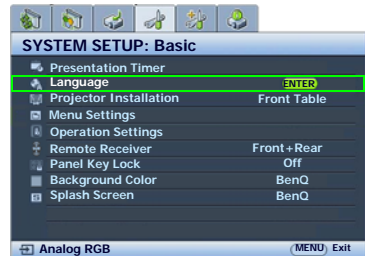 SYSTEM SETUP: Basic
Presentation Timer
Language ENTER
Projector Installation Front Table
Menu Settings
Operation Settings
Remote Receiver Front+Rear
Panel Key Lock Off
Background Color BenQ
Splash Screen BenQ
Analog RGB MENU Exit